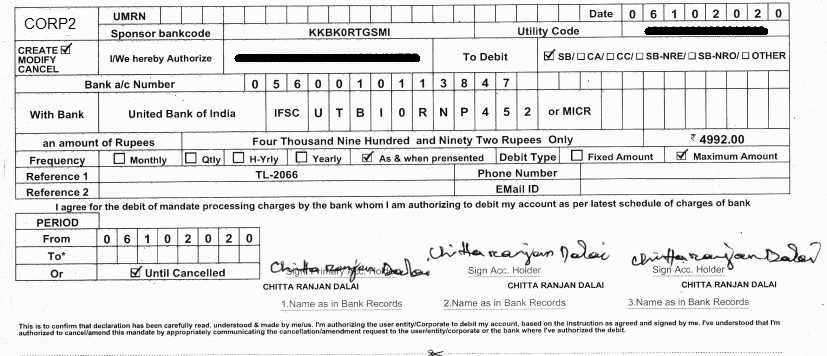 CORP2 UMRN Date 0 6 1 0 2 0 2 0
Sponsor bankcode KKBK0RTGSMI Utility Code
CREATE ☑
MODIFY I/We hereby Authorize To Debit ☑ SB/ ☐ CA/ ☐ CC/ ☐ SB-NRE/ ☐ SB-NRO/ ☐ OTHER
CANCEL
Bank a/c Number 0 5 6 0 0 1 0 1 1 3 8 4 7
With Bank United Bank of India IFSC U T B I 0 R R N P 4 5 2 or MICR
an amount of Rupees Four Thousand Nine Hundred and Ninety Two Rupees Only ₹ 4992.00
Frequency ☐ Monthly ☐ Qtly ☐ H-Yrly ☐ Yearly ☑ As & when prensented Debit Type ☐ Fixed Amount ☑ Maximum Amount
Reference 1 TL-2066 Phone Number
Reference 2 EMail ID
I agree for the debit of mandate processing charges by the bank whom I am authorizing to debit my account as per latest schedule of charges of bank
PERIOD
From 0 6 1 0 2 0 2 0
To*
Or ☑ Until Cancelled
Chitta Ranjan Dalai Chittaranjan Dalai Chitta Ranjan Dalai
Sign Primary Acc. Holder Sign Acc. Holder Sign Acc. Holder
CHITTA RANJAN DALAI CHITTA RANJAN DALAI CHITTA RANJAN DALAI
1.Name as in Bank Records 2.Name as in Bank Records 3.Name as in Bank Records
This is to confirm that declaration has been carefully read, understood & made by me/us. I'm authorizing the user entity/Corporate to debit my account, based on the instruction as agreed and signed by me. I've understood that I'm
authorized to cancel/amend this mandate by appropriately communicating the cancellation/amendment request to the user/entity/corporate or the bank where I've authorized the debit.